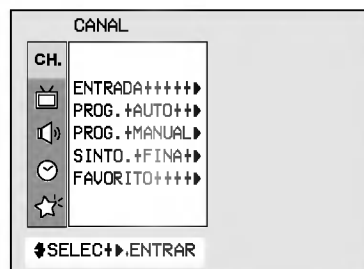 CANAL
CH.
ENTRADA+++++▶
PROG.+AUTO++▶
PROG.+MANUAL▶
SINTO.+FINA+▶
FAVORITO++++▶
⬍SELEC+▶.ENTRAR